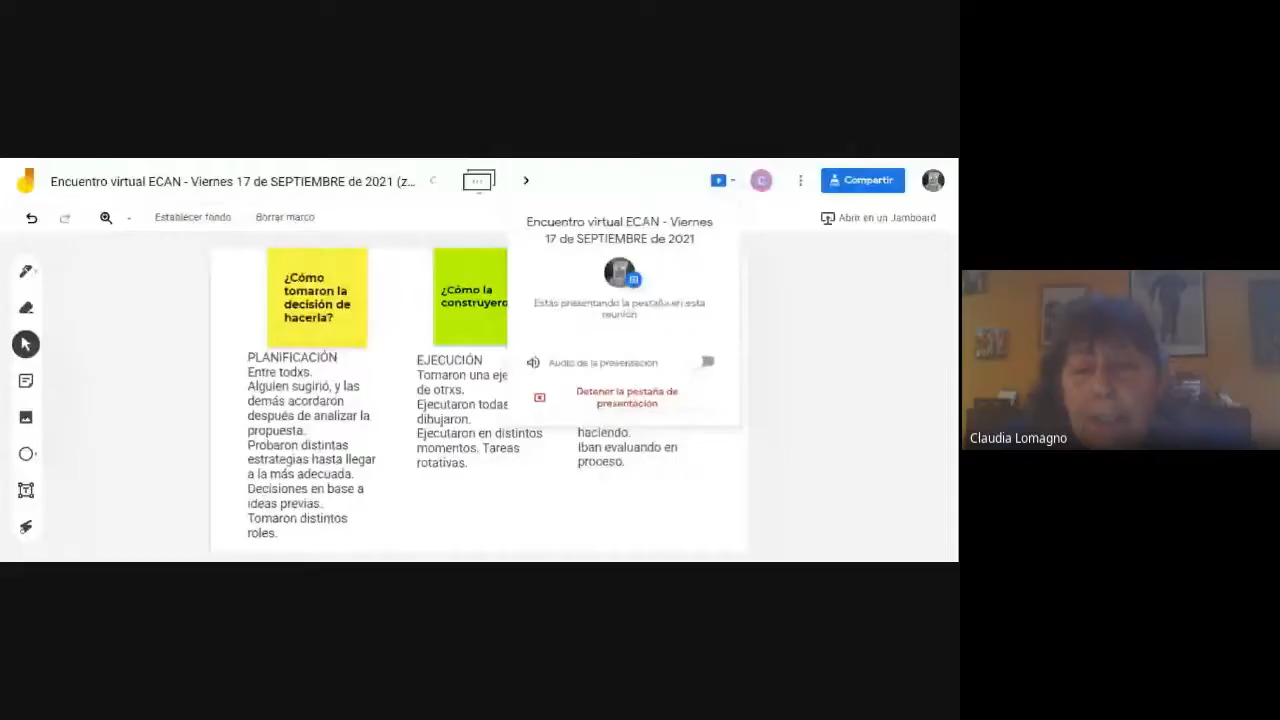 Encuentro virtual ECAN - Viernes 17 de SEPTIEMBRE de 2021 (z...
Compartir
Establecer fondo
Borrar marco
Abrir en un Jamboard
Encuentro virtual ECAN - Viernes
17 de SEPTIEMBRE de 2021
Estás presentando la pestaña en esta
reunión
Audio de la presentación
Detener la pestaña de
presentación
¿Cómo
tomaron la
decisión de
hacerla?
PLANIFICACIÓN
Entre todxs.
Alguien sugirió, y las
demás acordaron
después de analizar la
propuesta.
Probaron distintas
estrategias hasta llegar
a la más adecuada.
Decisiones en base a
ideas previas.
Tomaron distintos
roles.
¿Cómo la
construyero
EJECUCIÓN
Tomaron una eje
de otrxs.
Ejecutaron todas
dibujaron.
Ejecutaron en distintos
momentos. Tareas
rotativas.
haciendo.
Iban evaluando en
proceso.
Claudia Lomagno